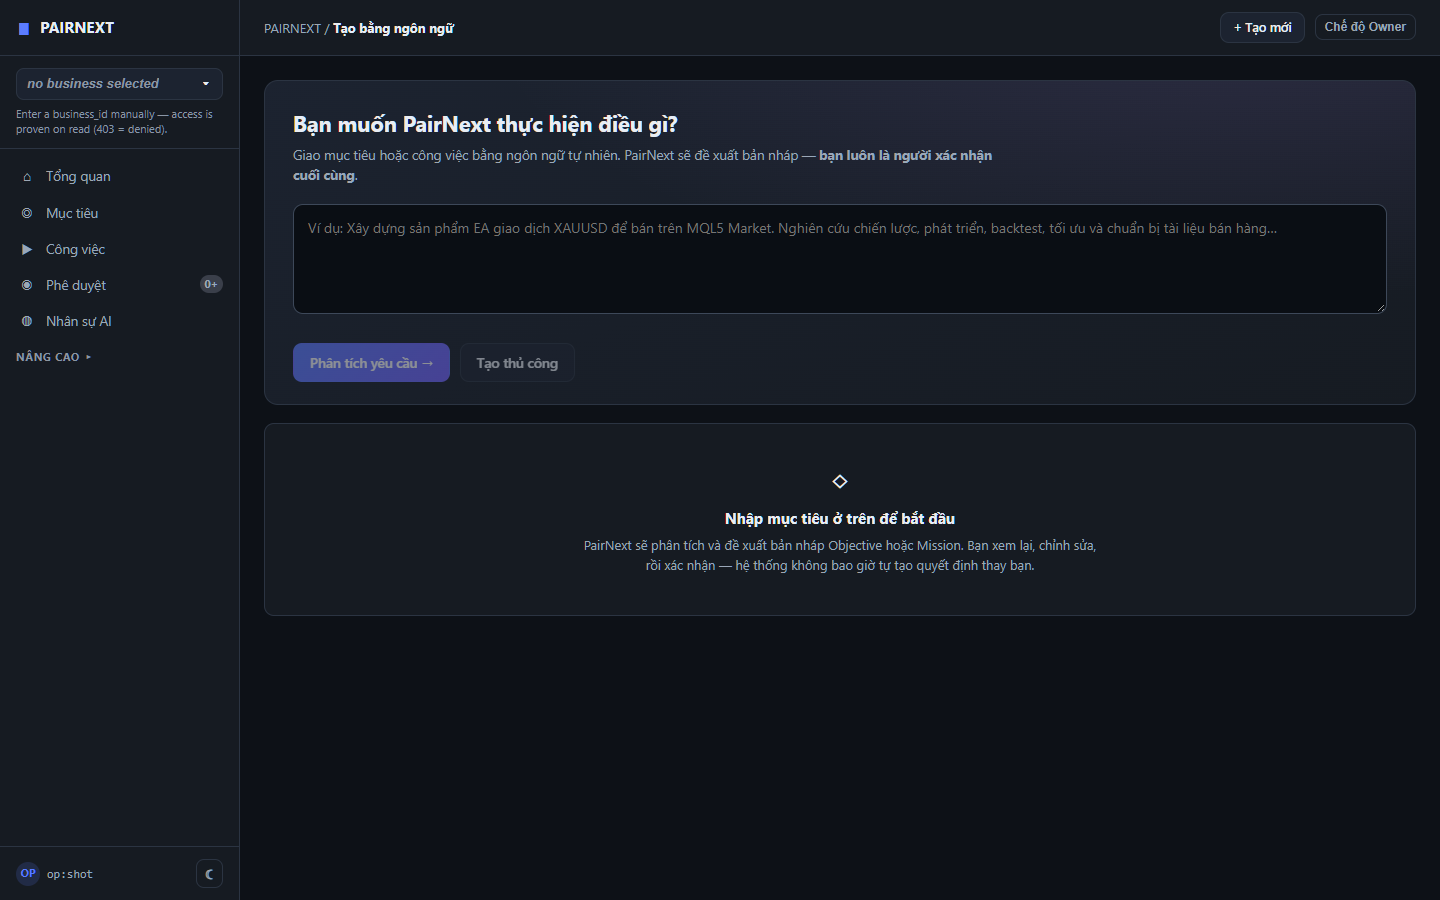 PAIRNEXT
no business selected
Enter a business_id manually — access is
proven on read (403 = denied).
Tổng quan
Mục tiêu
Công việc
Phê duyệt
0+
Nhân sự AI
NÂNG CAO
OP
op:shot
PAIRNEXT / Tạo bằng ngôn ngữ
+ Tạo mới
Chế độ Owner
Bạn muốn PairNext thực hiện điều gì?
Giao mục tiêu hoặc công việc bằng ngôn ngữ tự nhiên. PairNext sẽ đề xuất bản nháp — bạn luôn là người xác nhận
cuối cùng.
Ví dụ: Xây dựng sản phẩm EA giao dịch XAUUSD để bán trên MQL5 Market. Nghiên cứu chiến lược, phát triển, backtest, tối ưu và chuẩn bị tài liệu bán hàng...
Phân tích yêu cầu →
Tạo thủ công
Nhập mục tiêu ở trên để bắt đầu
PairNext sẽ phân tích và đề xuất bản nháp Objective hoặc Mission. Bạn xem lại, chỉnh sửa,
rồi xác nhận — hệ thống không bao giờ tự tạo quyết định thay bạn.